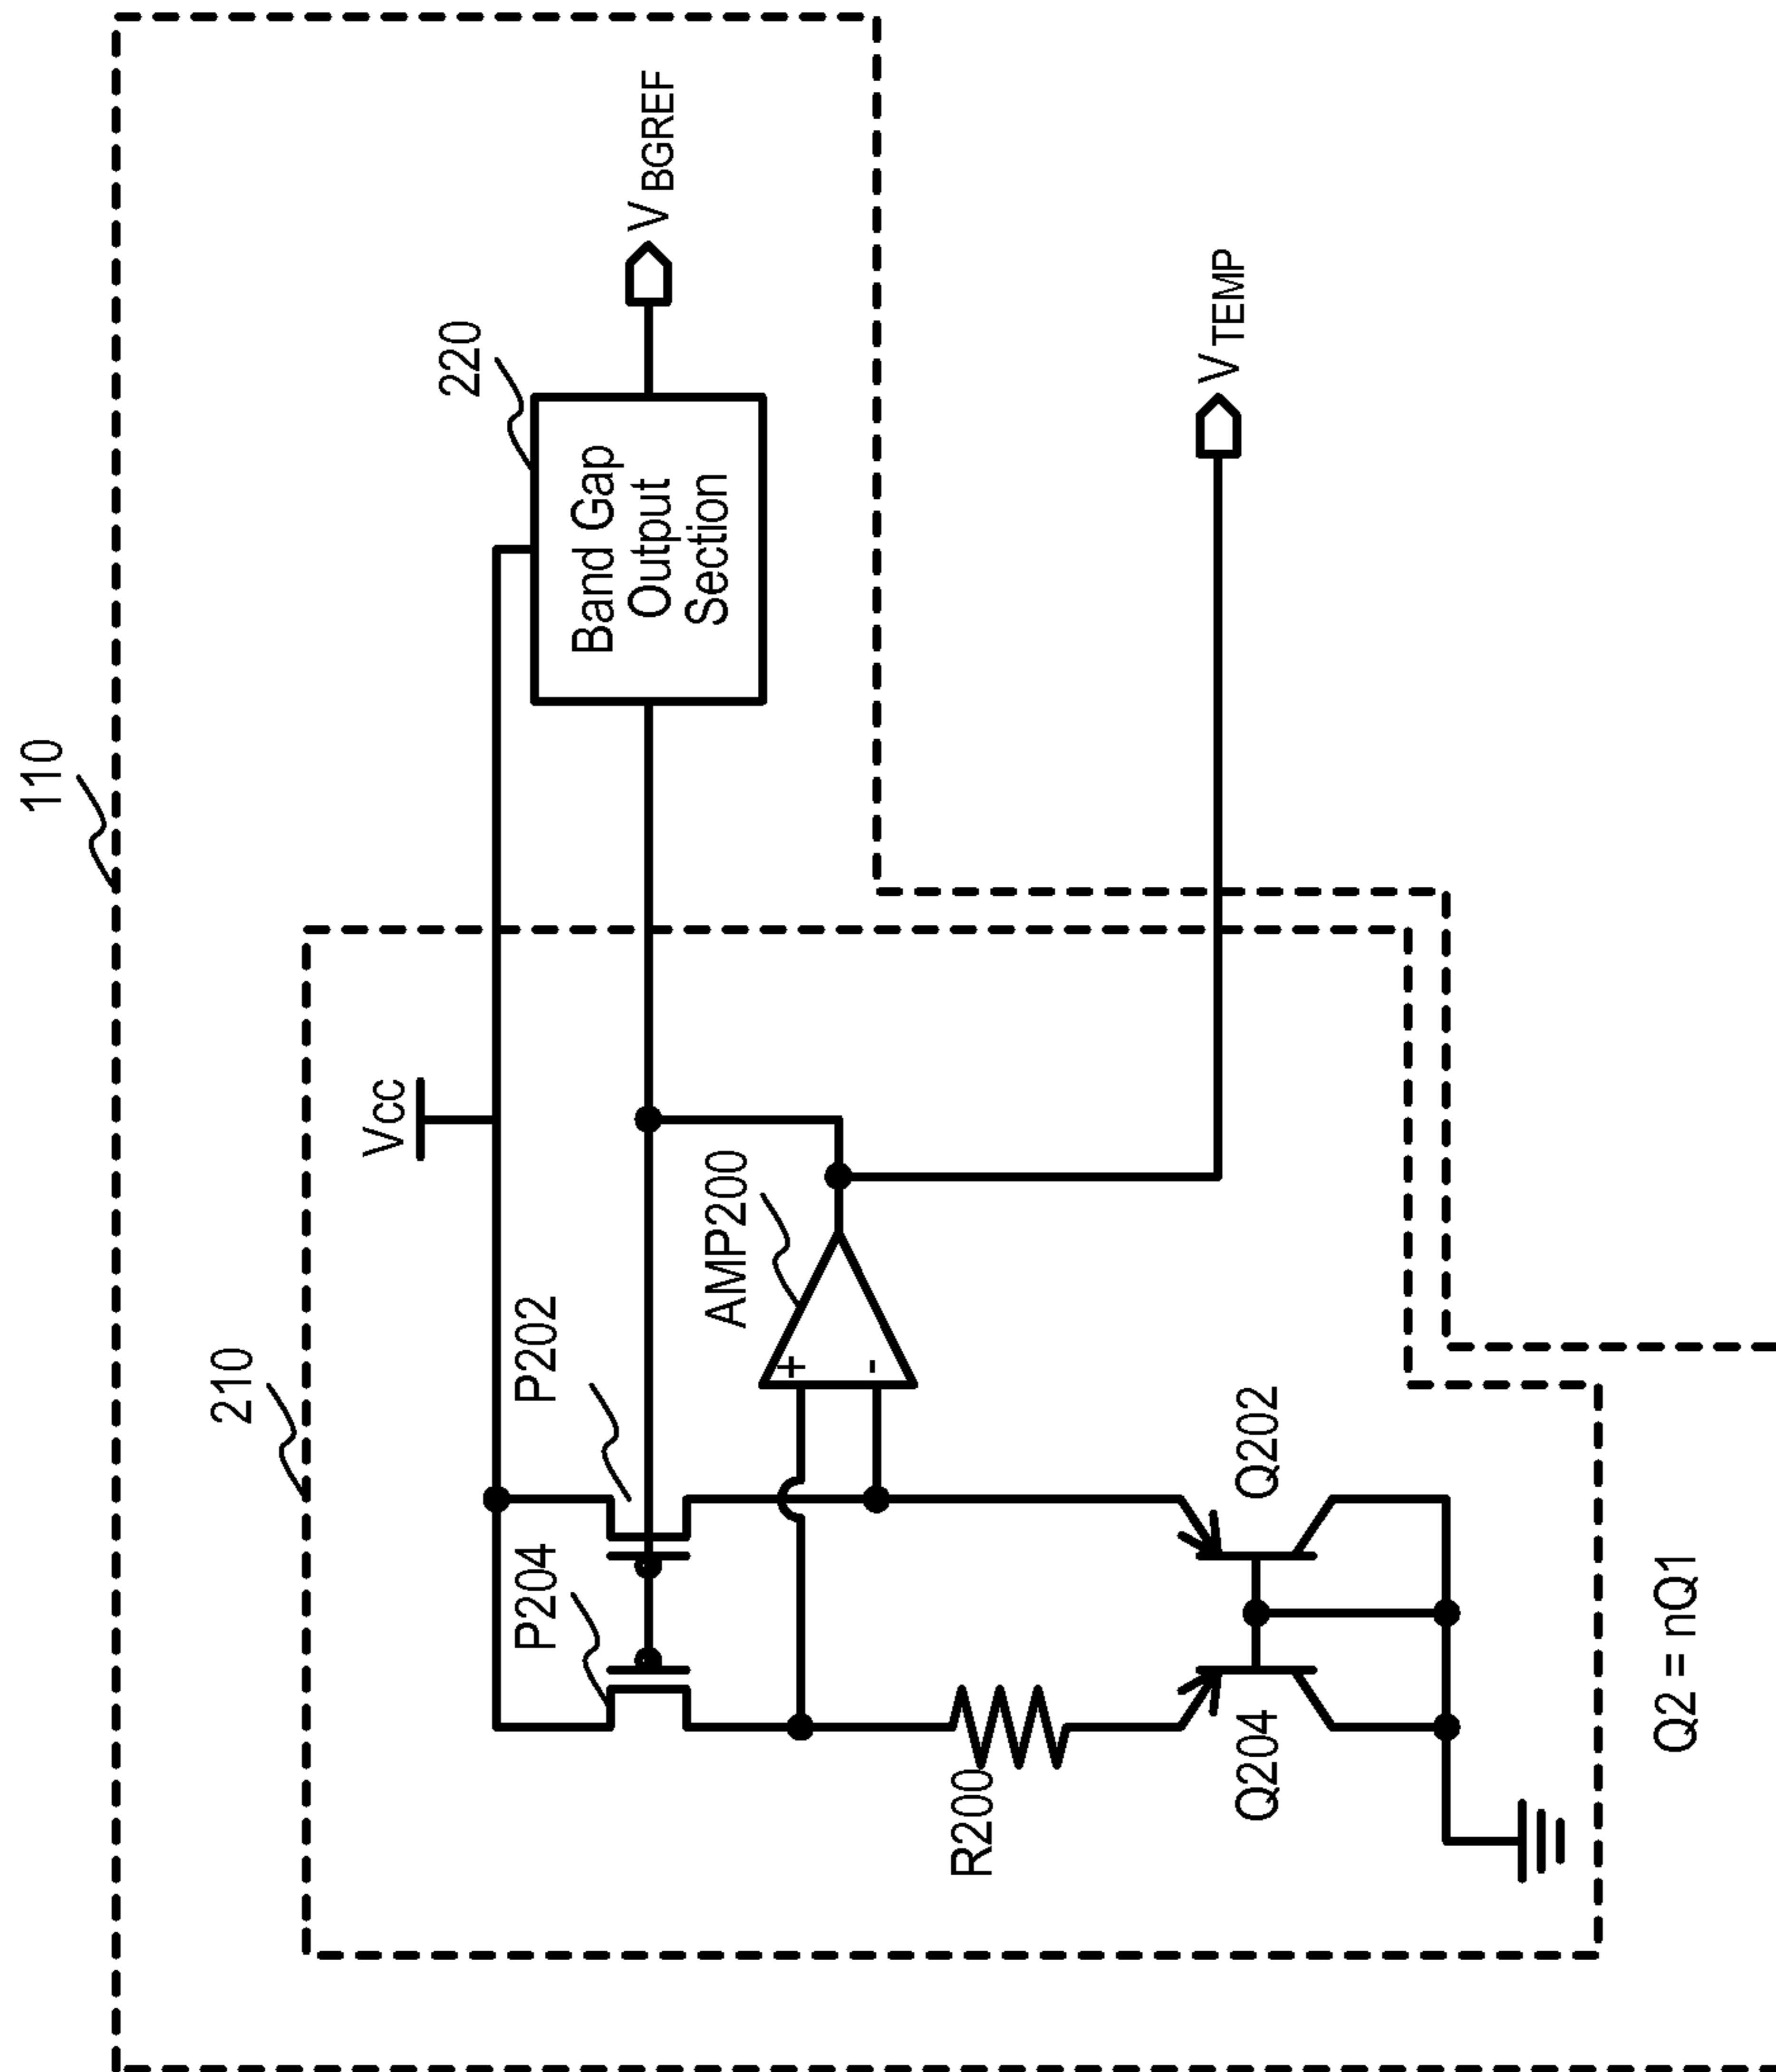 110
210
220
Vcc
P204
P202
AMP200
+
-
Band Gap
Output
Section
VBGREF
VTEMP
R200
Q204
Q202
Q2 = nQ1